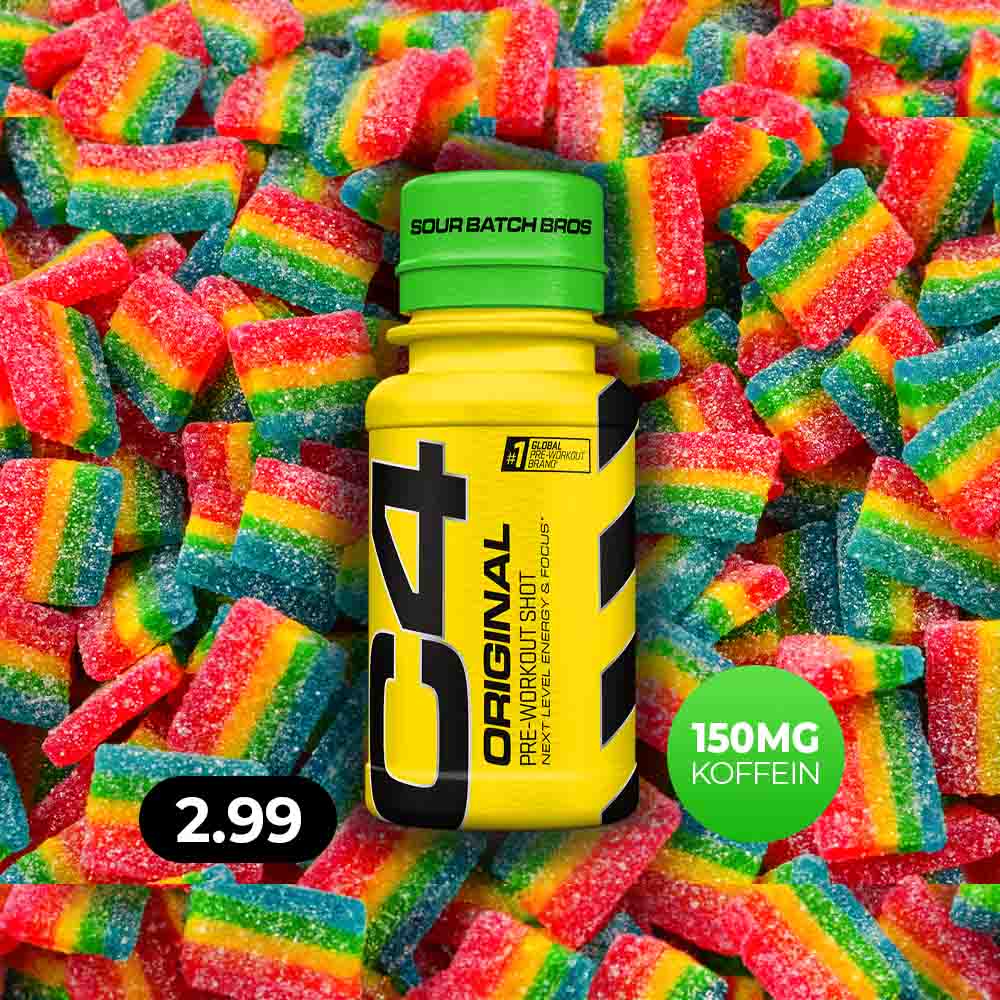 SOUR BATCH BROS
#1 GLOBAL
PRE-WORKOUT
BRAND*
C4
ORIGINAL
PRE-WORKOUT SHOT
NEXT LEVEL ENERGY & FOCUS*
150MG
KOFFEIN
2.99